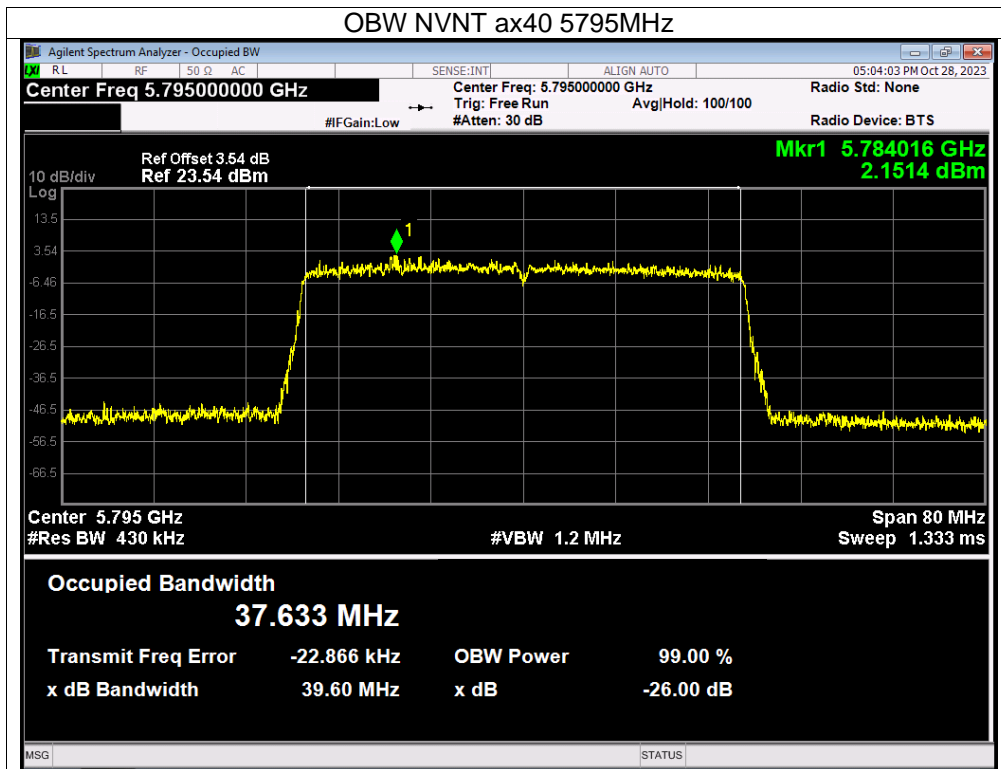 OBW NVNT ax40 5795MHz
Agilent Spectrum Analyzer - Occupied BW
LXI RL RF 50 Ω AC SENSE:INT ALIGN AUTO 05:04:03 PM Oct 28, 2023
Center Freq 5.795000000 GHz Center Freq: 5.795000000 GHz Radio Std: None
Trig: Free Run Avg|Hold: 100/100
#IFGain:Low #Atten: 30 dB Radio Device: BTS
Mkr1 5.784016 GHz
Ref Offset 3.54 dB
10 dB/div Ref 23.54 dBm 2.1514 dBm
Log
13.5
1
3.54
-6.46
-16.5
-26.5
-36.5
-46.5
-56.5
-66.5
Center 5.795 GHz Span 80 MHz
#Res BW 430 kHz #VBW 1.2 MHz Sweep 1.333 ms
Occupied Bandwidth
37.633 MHz
Transmit Freq Error -22.866 kHz OBW Power 99.00 %
x dB Bandwidth 39.60 MHz x dB -26.00 dB
MSG STATUS